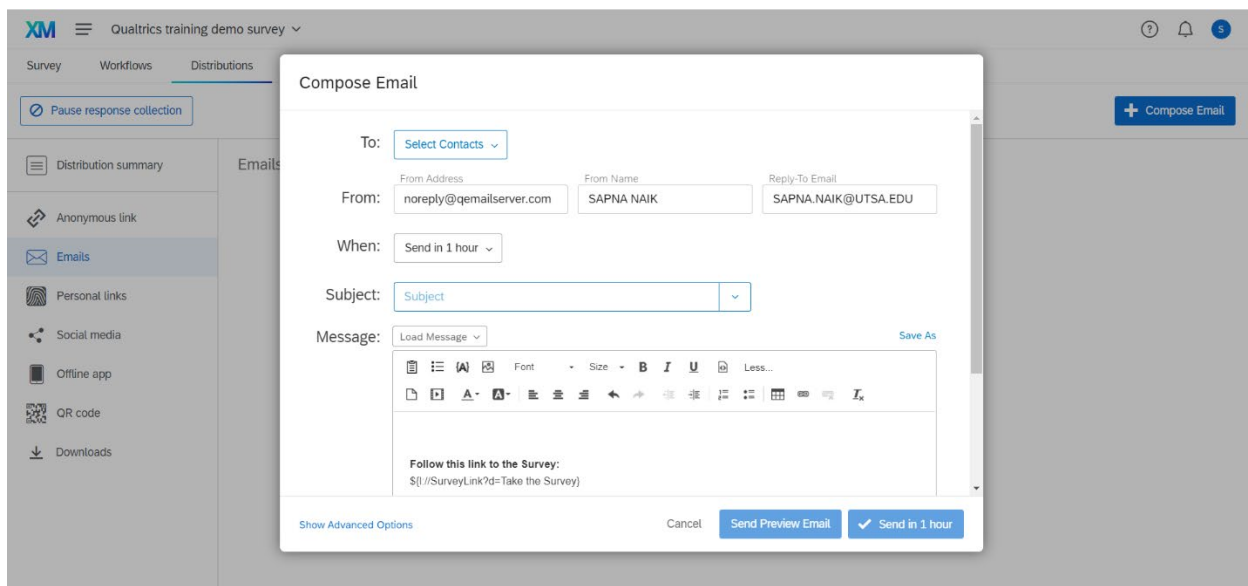 XM Qualtrics training demo survey ? S
Survey Workflows Distributions
Pause response collection
Compose Email
Distribution summary
Emails
Anonymous link
Emails
Personal links
Social media
Offline app
QR code
Downloads
Compose Email
To: Select Contacts
From Address From Name Reply-To Email
From: noreply@qemailserver.com SAPNA NAIK SAPNA.NAIK@UTSA.EDU
When: Send in 1 hour
Subject: Subject
Message: Load Message Save As
{A} Font Size B I U Less...
A A Ix
Follow this link to the Survey:
${l://SurveyLink?d=Take the Survey}
Show Advanced Options Cancel Send Preview Email Send in 1 hour